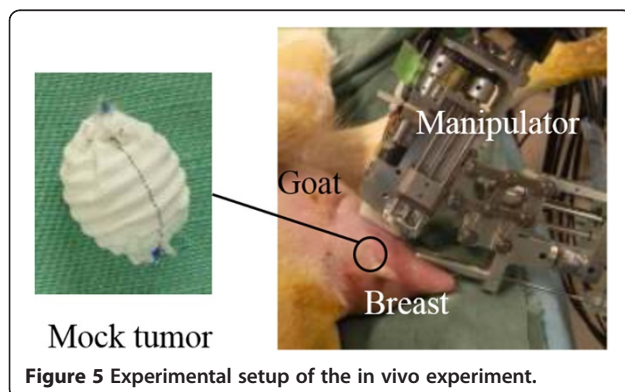 Manipulator
Goat
Breast
Mock tumor
Figure 5 Experimental setup of the in vivo experiment.